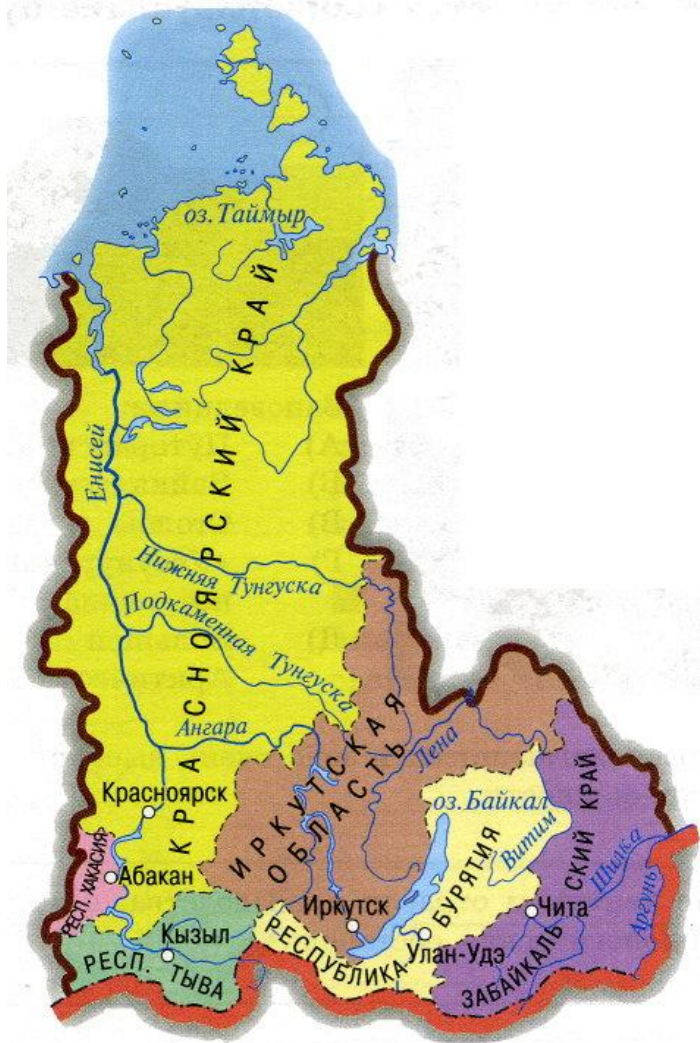 оз. Таймыр
КРАСНОЯРСКИЙ КРАЙ
Енисей
Нижняя Тунгуска
Подкаменная Тунгуска
Ангара
ИРКУТСКАЯ
ОБЛАСТЬ
Лена
Красноярск
оз. Байкал
Витим
ЗАБАЙКАЛЬСКИЙ КРАЙ
Шилка
Аргунь
РЕСП. ХАКАСИЯ
Абакан
Иркутск
РЕСПУБЛИКА БУРЯТИЯ
Чита
Кызыл
Улан-Удэ
РЕСП. ТЫВА